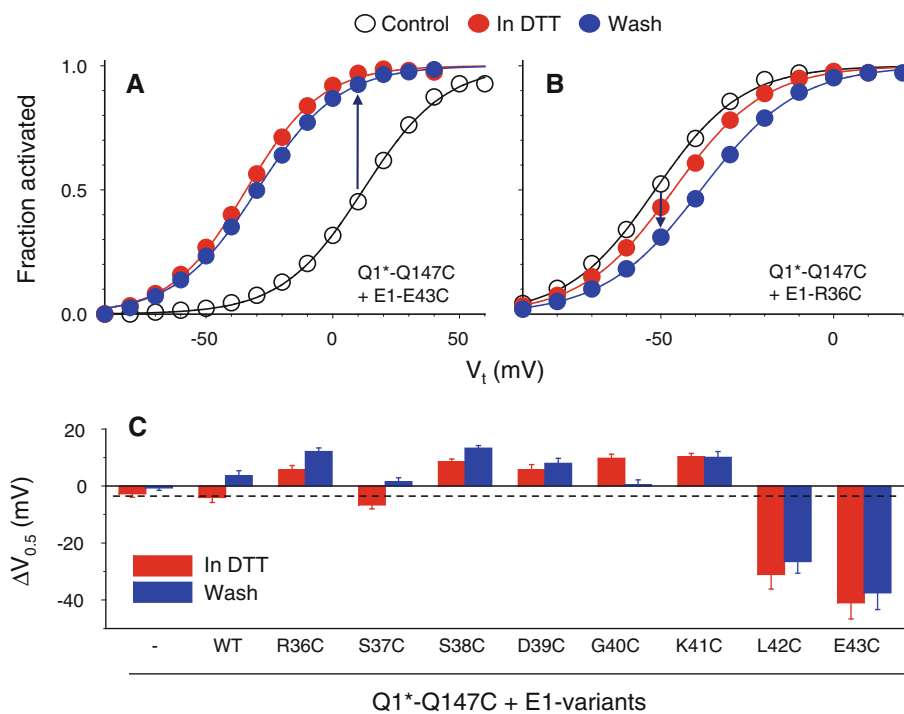 Control In DTT Wash
A
B
Fraction activated
1.0
0.5
0.0
Q1*-Q147C
+ E1-E43C
Q1*-Q147C
+ E1-R36C
-50 0 50 -50 0
Vt (mV)
C
ΔV0.5 (mV)
20
0
-20
-40
In DTT
Wash
- WT R36C S37C S38C D39C G40C K41C L42C E43C
Q1*-Q147C + E1-variants